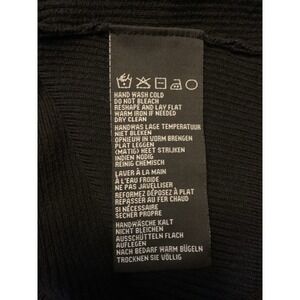 HAND WASH COLD
DO NOT BLEACH
RESHAPE AND LAY FLAT
WARM IRON IF NEEDED
DRY CLEAN
HANDWAS LAGE TEMPERATUUR
NIET BLEKEN
OPNIEUW IN VORM BRENGEN
PLAT LEGGEN
(MATIG) HEET STRIJKEN
INDIEN NODIG
REINIG CHEMISCH
LAVER À LA MAIN
À L'EAU FROIDE
NE PAS JAVELLISER
REFORMEZ DÉPOSEZ À PLAT
REPASSER AU FER CHAUD
SI NÉCESSAIRE
SECHER PROPRE
HANDWÄSCHE KALT
NICHT BLEICHEN
AUSSCHÜTTELN FLACH
AUFLEGEN
NACH BEDARF WARM BÜGELN
TROCKNEN SIE VÖLLIG